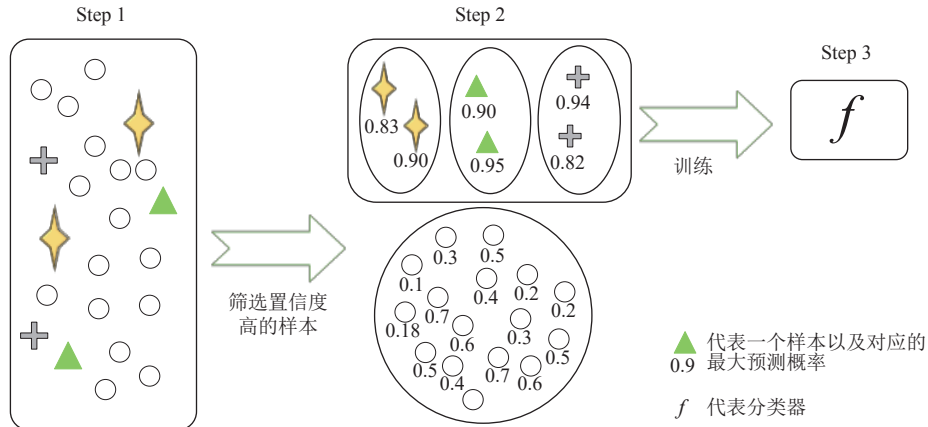 Step 1
Step 2
Step 3
0.83
0.90
0.90
0.95
0.94
0.82
f
训练
筛选置信度
高的样本
0.3
0.5
0.1
0.4
0.2
0.2
0.18
0.7
0.6
0.3
0.5
0.5
0.4
0.7
0.6
代表一个样本以及对应的
0.9 最大预测概率
f 代表分类器